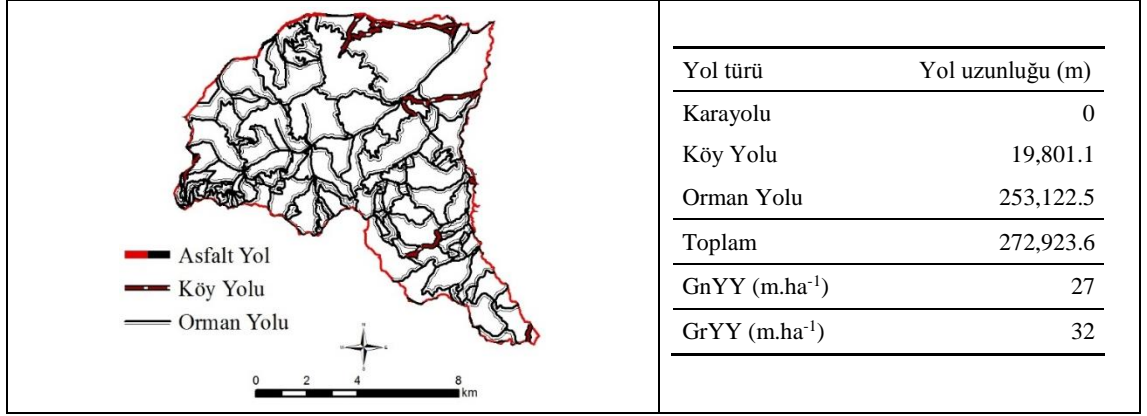 Asfalt Yol
Köy Yolu
Orman Yolu
0 2 4 8
km
Yol türü Yol uzunluğu (m)
Karayolu 0
Köy Yolu 19,801.1
Orman Yolu 253,122.5
Toplam 272,923.6
GnYY (m.ha-1) 27
GrYY (m.ha-1) 32